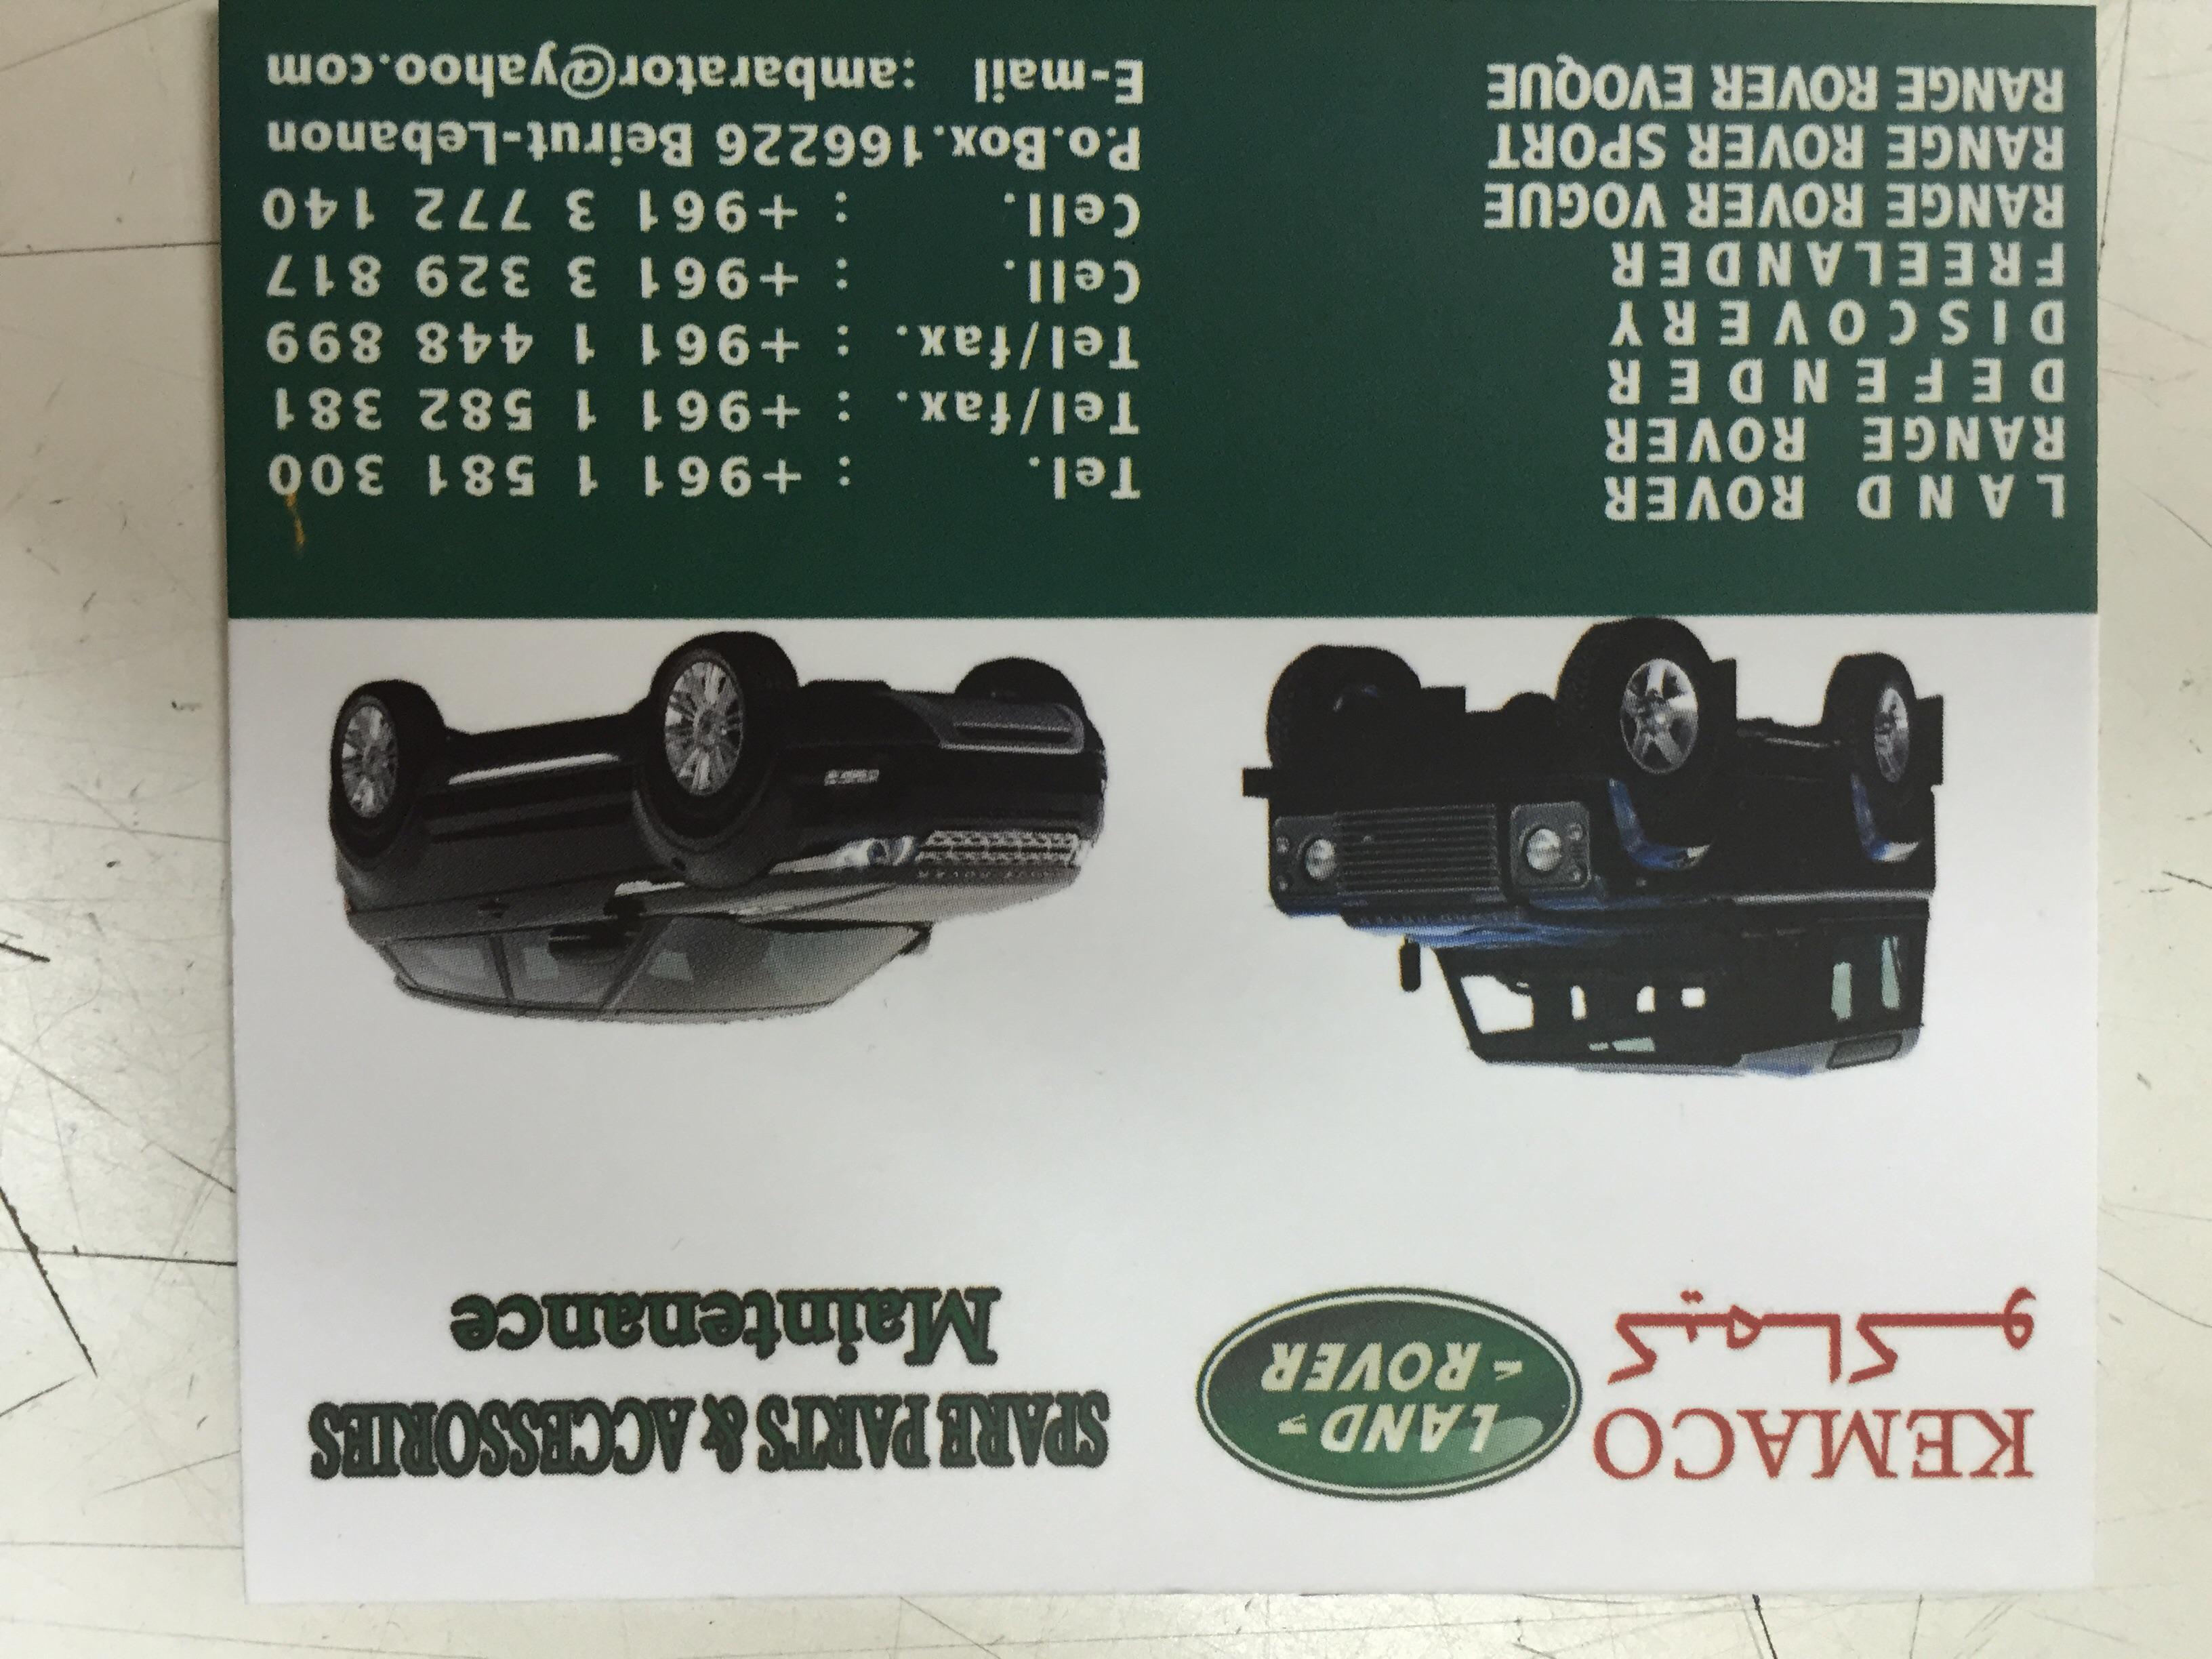 KEMACO
كيماكو
LAND-
-ROVER
SPARE PARTS & ACCESSORIES
Maintenance
LAND ROVER
RANGE ROVER
DEFENDER
DISCOVERY
FREELANDER
RANGE ROVER VOGUE
RANGE ROVER SPORT
RANGE ROVER EVOQUE
Tel. : +961 1 581 300
Tel/fax. : +961 1 582 381
Tel/fax. : +961 1 448 899
Cell. : +961 3 329 817
Cell. : +961 3 772 140
P.o.Box.166226 Beirut-Lebanon
E-mail :ambarator@yahoo.com